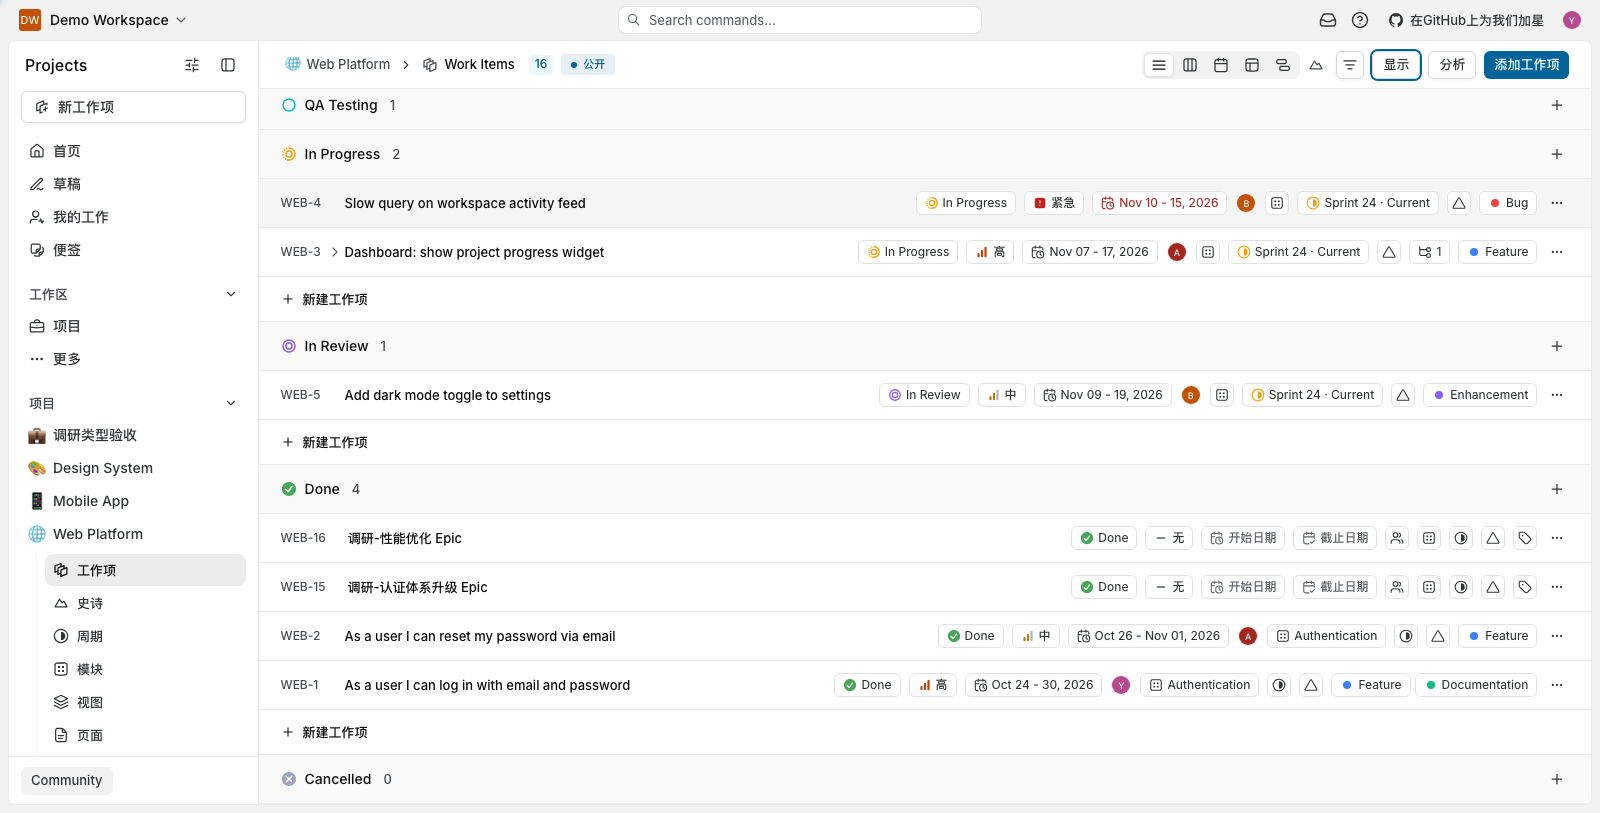 DW Demo Workspace
Search commands...
在GitHub上为我们加星
Y
Projects
新工作项
首页
草稿
我的工作
便签
工作区
项目
更多
项目
调研类型验收
Design System
Mobile App
Web Platform
工作项
史诗
周期
模块
视图
页面
Community
Web Platform
Work Items
16
公开
显示
分析
添加工作项
QA Testing 1
In Progress 2
WEB-4 Slow query on workspace activity feed In Progress 紧急 Nov 10 - 15, 2026 B Sprint 24 · Current Bug
WEB-3 Dashboard: show project progress widget In Progress 高 Nov 07 - 17, 2026 A Sprint 24 · Current 1 Feature
新建工作项
In Review 1
WEB-5 Add dark mode toggle to settings In Review 中 Nov 09 - 19, 2026 B Sprint 24 · Current Enhancement
新建工作项
Done 4
WEB-16 调研-性能优化 Epic Done 无 开始日期 截止日期
WEB-15 调研-认证体系升级 Epic Done 无 开始日期 截止日期
WEB-2 As a user I can reset my password via email Done 中 Oct 26 - Nov 01, 2026 A Authentication Feature
WEB-1 As a user I can log in with email and password Done 高 Oct 24 - 30, 2026 Y Authentication Feature Documentation
新建工作项
Cancelled 0